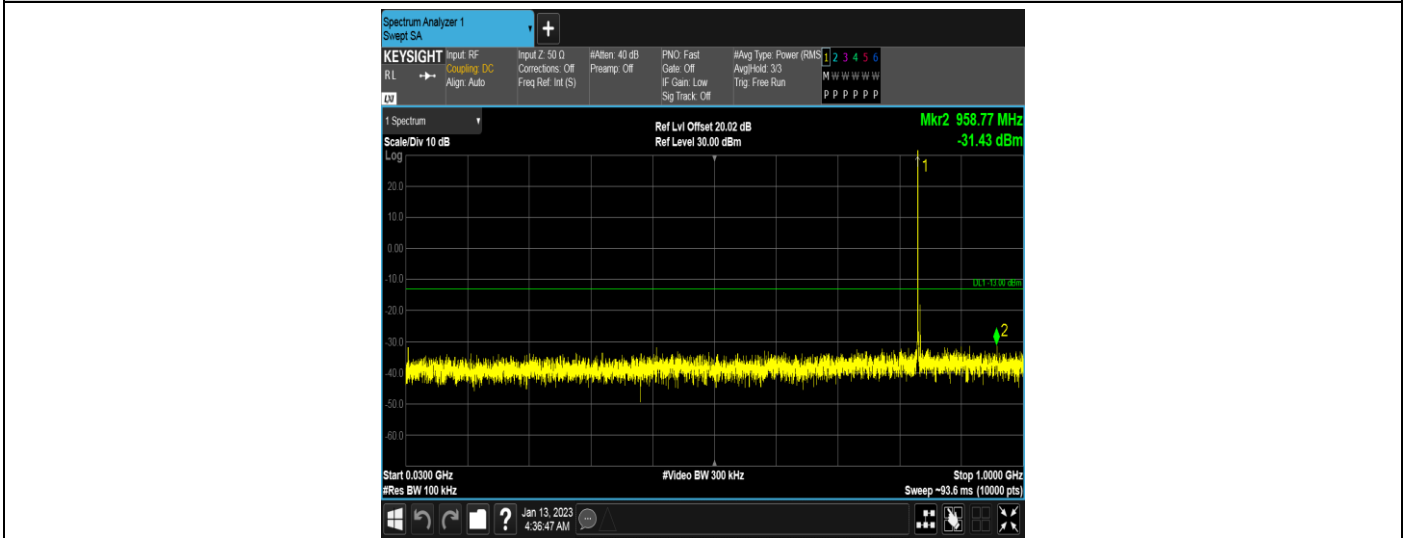 Spectrum Analyzer 1
Swept SA
+
KEYSIGHT
RL
LXI
Input: RF
Coupling: DC
Align: Auto
Input Z: 50 Ω
Corrections: Off
Freq Ref: Int (S)
#Atten: 40 dB
Preamp: Off
PNO: Fast
Gate: Off
IF Gain: Low
Sig Track: Off
#Avg Type: Power (RMS
Avg|Hold: 3/3
Trig: Free Run
1 2 3 4 5 6
M W W W W W
P P P P P P
1 Spectrum
Scale/Div 10 dB
Ref Lvl Offset 20.02 dB
Ref Level 30.00 dBm
Mkr2 958.77 MHz
-31.43 dBm
Log
1
20.0
10.0
0.00
-10.0
DL1 -13.00 dBm
-20.0
-30.0
2
-40.0
-50.0
-60.0
Start 0.0300 GHz
#Res BW 100 kHz
#Video BW 300 kHz
Stop 1.0000 GHz
Sweep ~93.6 ms (10000 pts)
?
Jan 13, 2023
4:36:47 AM